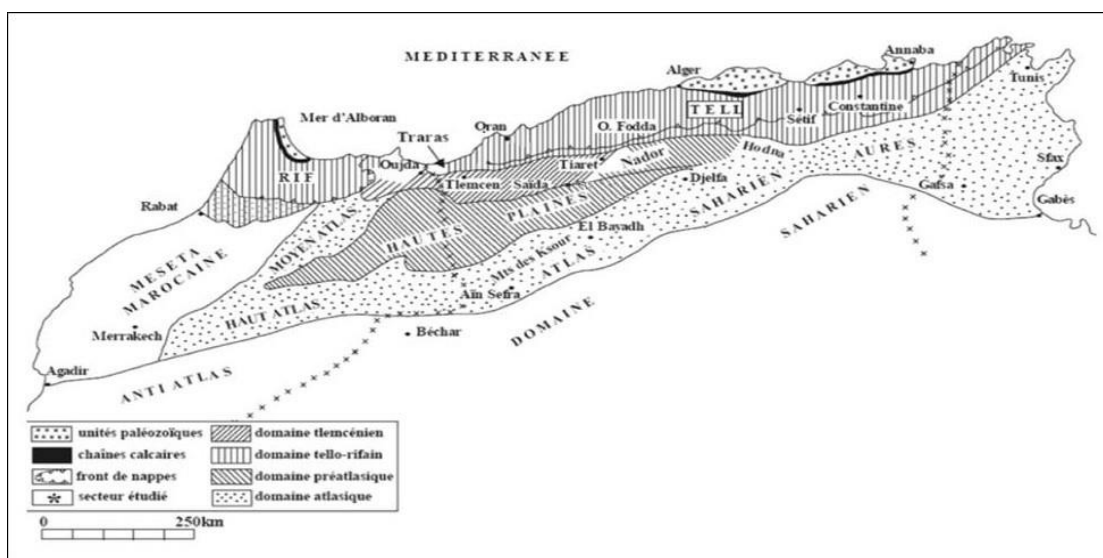 MEDITERRANEE
Annaba
Alger
Tunis
Mer d'Alboran
TELL
Constantine
Sétif
Oran
O. Fodda
Traras
Oujda
RIF
Tiaret
Nador
Hodna
AURES
Sfax
Tlemcen
Saïda
Djelfa
Gafsa
Rabat
Gabès
PLAINES
HAUTES
SAHARIEN
SAHARIEN
MOYEN ATLAS
El Bayadh
MESETA
MAROCAINE
Mts des Ksour
ATLAS
Aïn Sefra
HAUT ATLAS
DOMAINE
Merrakech
Béchar
Agadir
ANTI ATLAS
unités paléozoïques
domaine tlemcénien
chaînes calcaires
domaine tello-rifain
front de nappes
domaine préatlasique
secteur étudié
domaine atlasique
0 250km